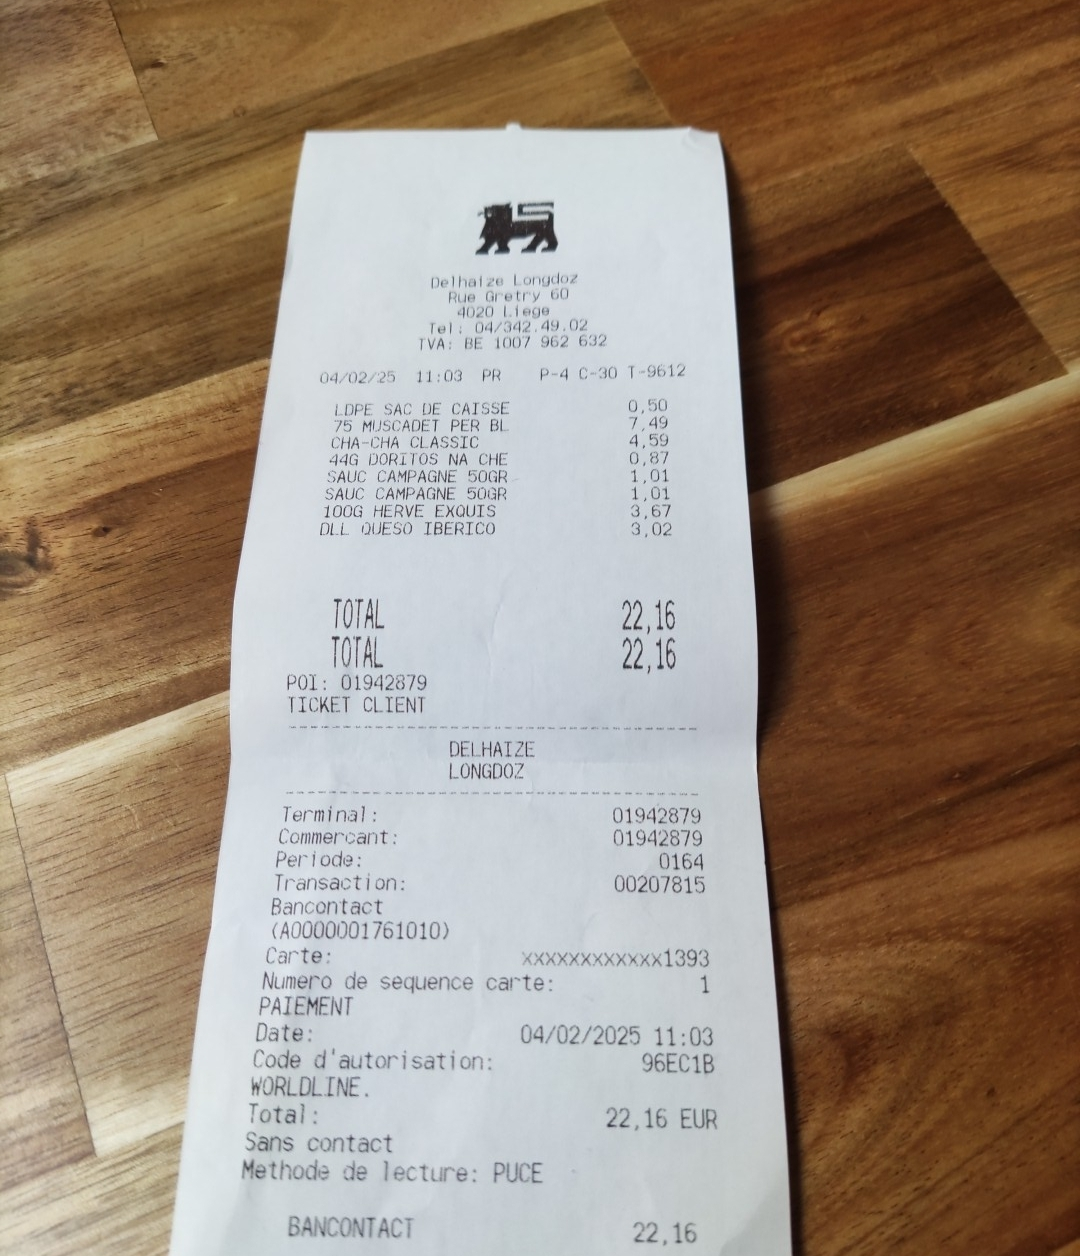 Delhaize Longdoz
Rue Gretry 60
4020 Liege
Tel: 04/342.49.02
TVA: BE 1007 962 632
04/02/25 11:03 PR P-4 C-30 T-9612
LDPE SAC DE CAISSE 0,50
75 MUSCADET PER BL 7,49
CHA-CHA CLASSIC 4,59
44G DORITOS NA CHE 0,87
SAUC CAMPAGNE 50GR 1,01
SAUC CAMPAGNE 50GR 1,01
100G HERVE EXQUIS 3,67
DLL QUESO IBERICO 3,02
TOTAL 22,16
TOTAL 22,16
POI: 01942879
TICKET CLIENT
DELHAIZE
LONGDOZ
Terminal: 01942879
Commercant: 01942879
Periode: 0164
Transaction: 00207815
Bancontact
(A0000001761010)
Carte: xxxxxxxxxxxx1393
Numero de sequence carte: 1
PAIEMENT
Date: 04/02/2025 11:03
Code d'autorisation: 96EC1B
WORLDLINE.
Total: 22,16 EUR
Sans contact
Methode de lecture: PUCE
BANCONTACT 22,16